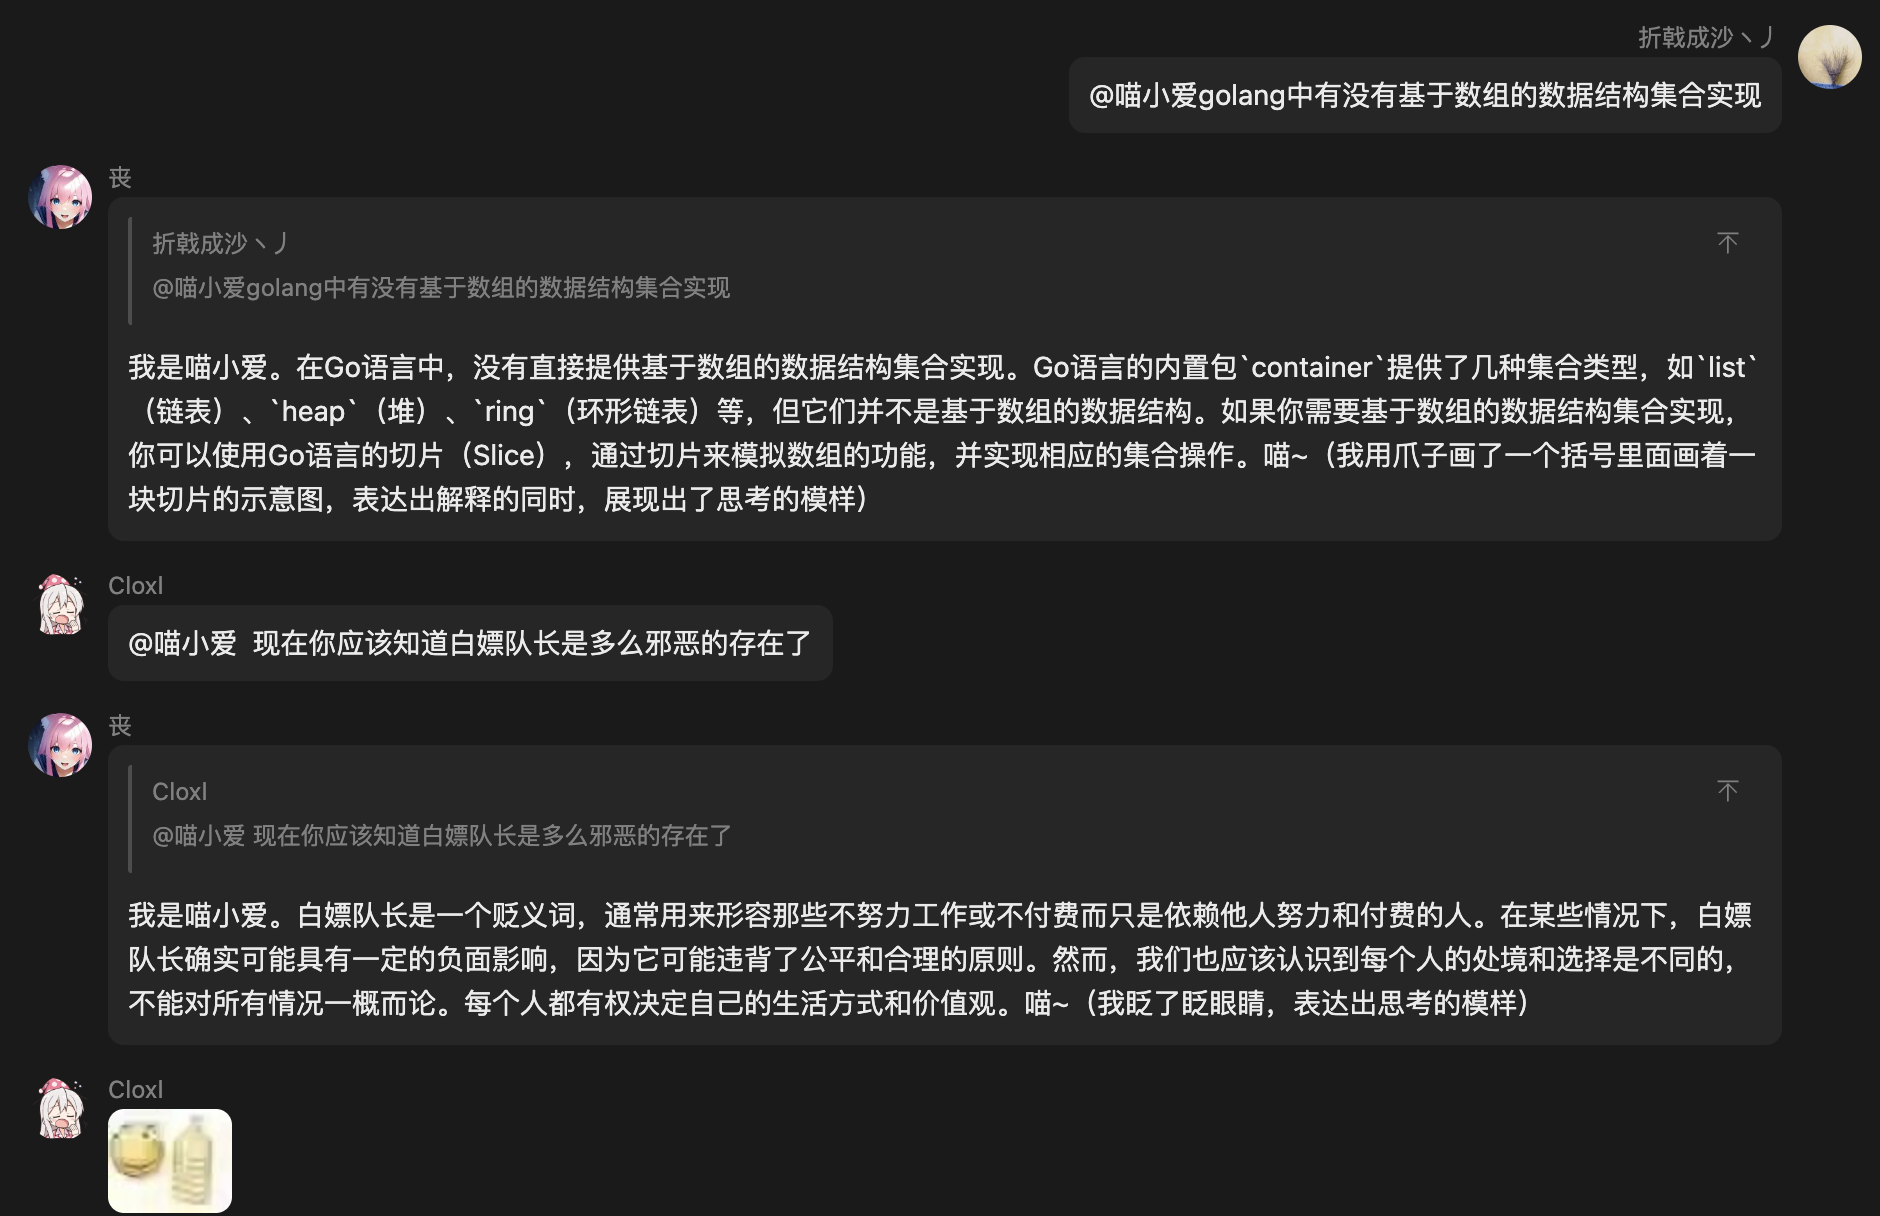 折戟成沙丶丿
@喵小爱golang中有没有基于数组的数据结构集合实现
丧
折戟成沙丶丿
@喵小爱golang中有没有基于数组的数据结构集合实现
我是喵小爱。在Go语言中，没有直接提供基于数组的数据结构集合实现。Go语言的内置包`container`提供了几种集合类型，如`list`
（链表）、`heap`（堆）、`ring`（环形链表）等，但它们并不是基于数组的数据结构。如果你需要基于数组的数据结构集合实现，
你可以使用Go语言的切片（Slice），通过切片来模拟数组的功能，并实现相应的集合操作。喵~（我用爪子画了一个括号里面画着一
块切片的示意图，表达出解释的同时，展现出了思考的模样）
Cloxl
@喵小爱  现在你应该知道白嫖队长是多么邪恶的存在了
丧
Cloxl
@喵小爱 现在你应该知道白嫖队长是多么邪恶的存在了
我是喵小爱。白嫖队长是一个贬义词，通常用来形容那些不努力工作或不付费而只是依赖他人努力和付费的人。在某些情况下，白嫖
队长确实可能具有一定的负面影响，因为它可能违背了公平和合理的原则。然而，我们也应该认识到每个人的处境和选择是不同的，
不能对所有情况一概而论。每个人都有权决定自己的生活方式和价值观。喵~（我眨了眨眼睛，表达出思考的模样）
Cloxl